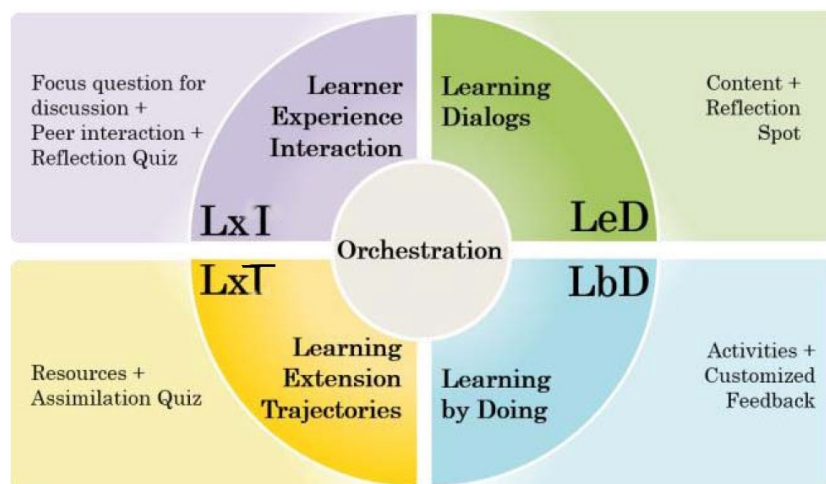 Focus question for
discussion +
Peer interaction +
Reflection Quiz
Learner
Experience
Interaction
LxI
Learning
Dialogs
LeD
Content +
Reflection
Spot
Orchestration
LxT
Learning
Extension
Trajectories
Resources +
Assimilation Quiz
LbD
Learning
by Doing
Activities +
Customized
Feedback